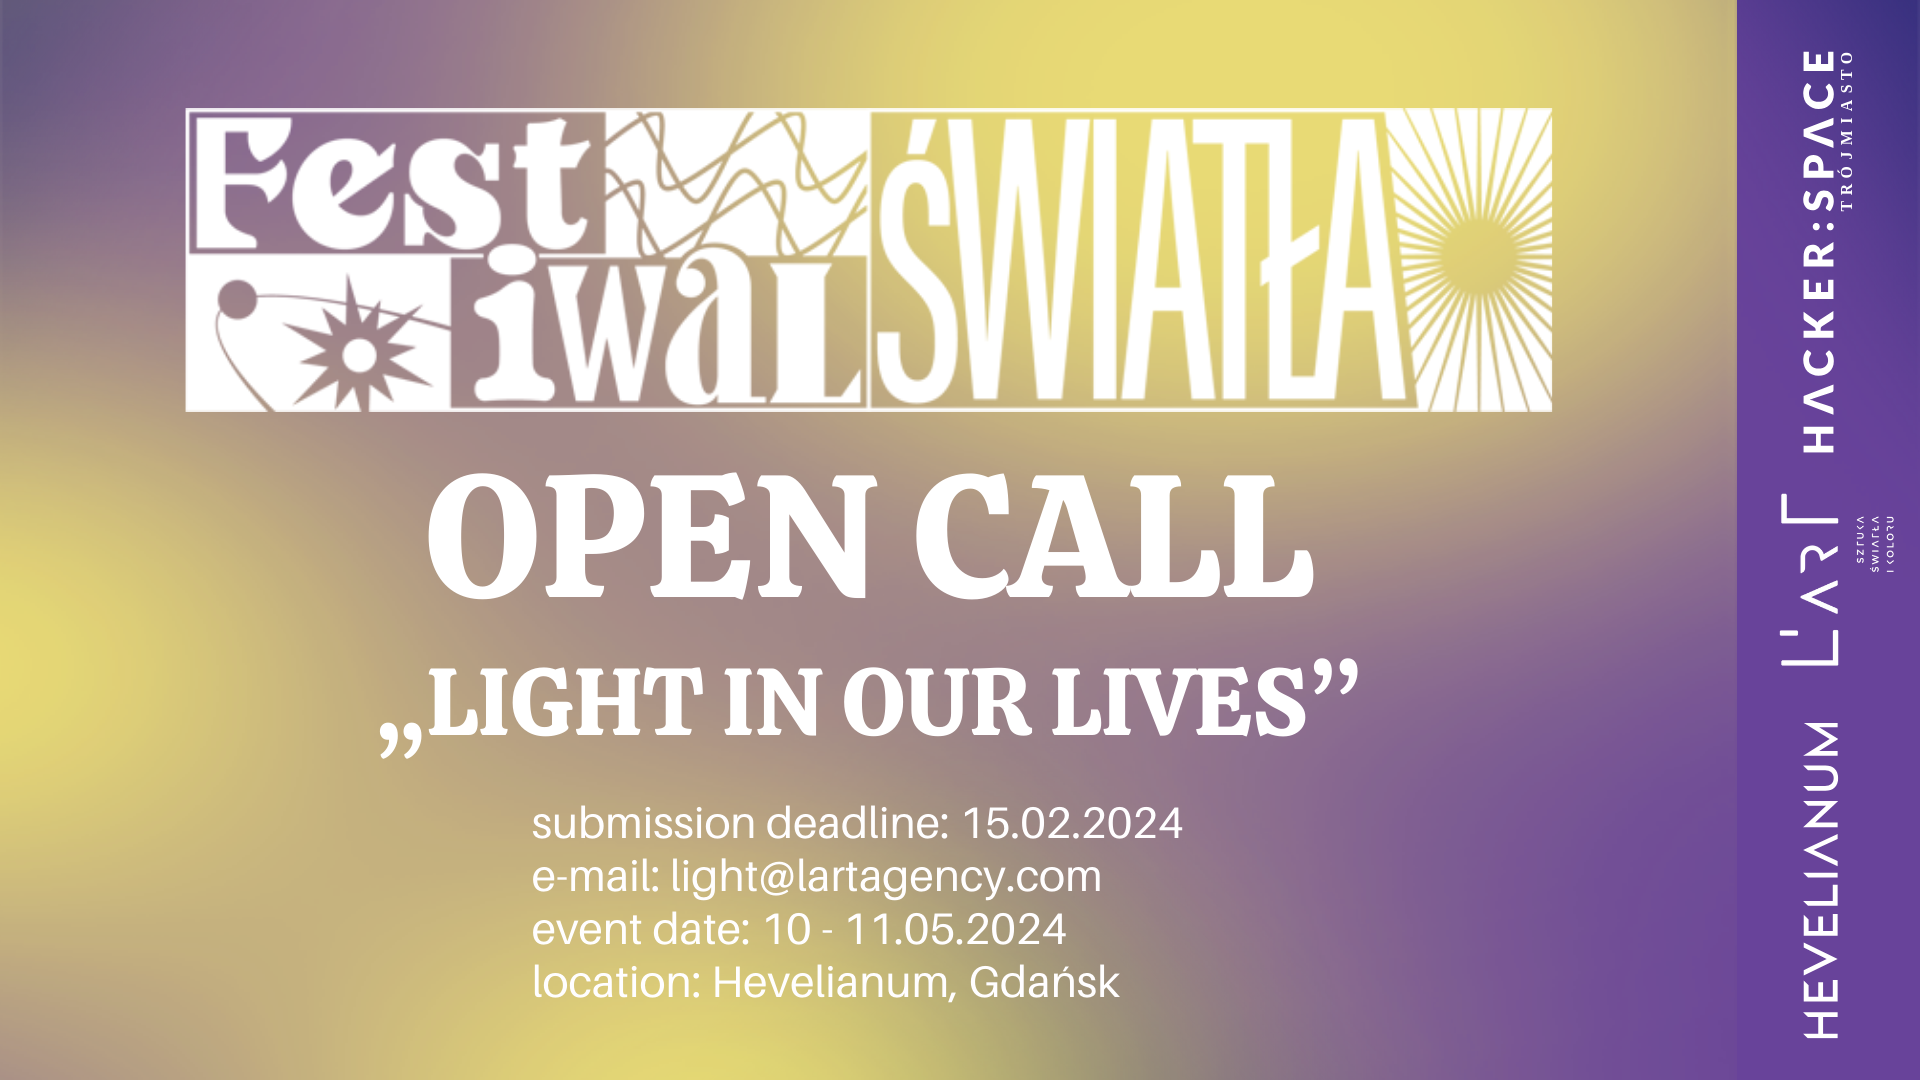 Fest
iwal
ŚWIATŁA
OPEN CALL
„LIGHT IN OUR LIVES”
submission deadline: 15.02.2024
e-mail: light@lartagency.com
event date: 10 - 11.05.2024
location: Hevelianum, Gdańsk
HEVELIANUM
L'ART
SZTUKA
ŚWIATŁA
I KOLORU
HACKER:SPACE
TRÓJMIASTO